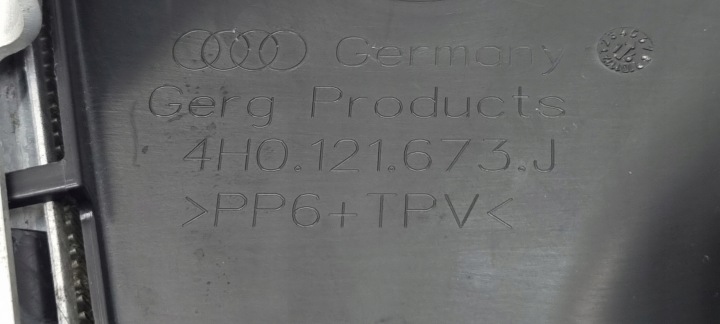 Germany
Gerg Products
4H0.121.673.J
>PP6+TPV<